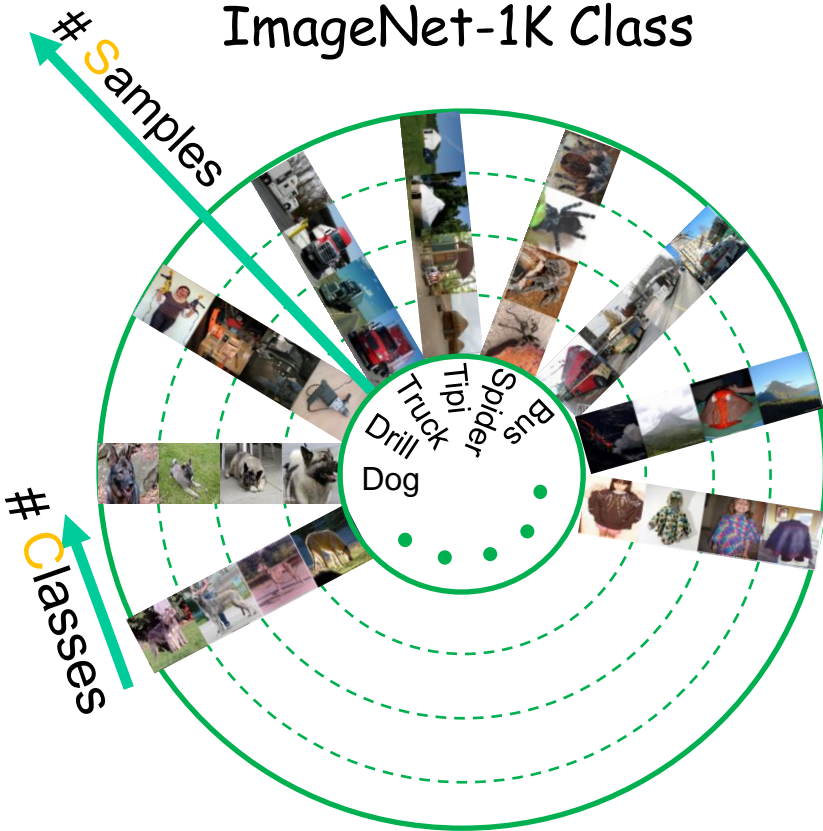 ImageNet-1K Class
# Samples
# Classes
Dog
Drill
Truck
Tipi
Spider
Bus